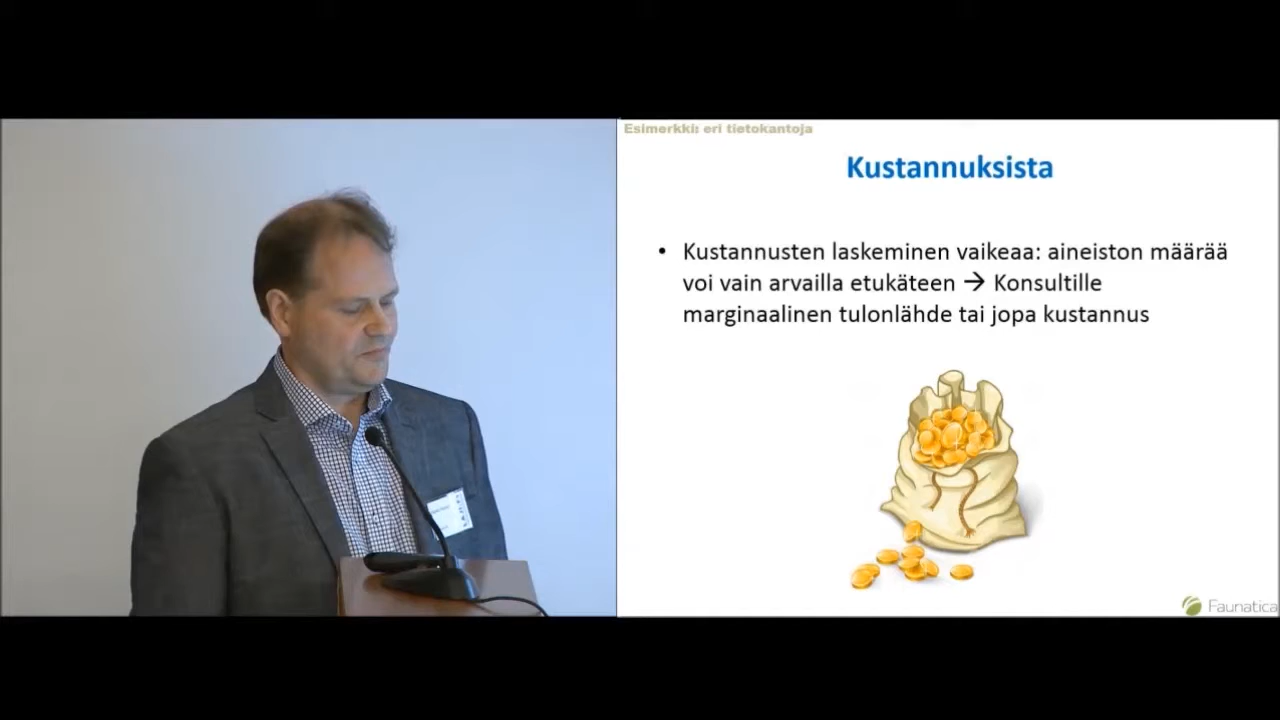 Esimerkki: eri tietokantoja
Kustannuksista
• Kustannusten laskeminen vaikeaa: aineiston määrää
voi vain arvailla etukäteen → Konsultille
marginaalinen tulonlähde tai jopa kustannus
Faunatica